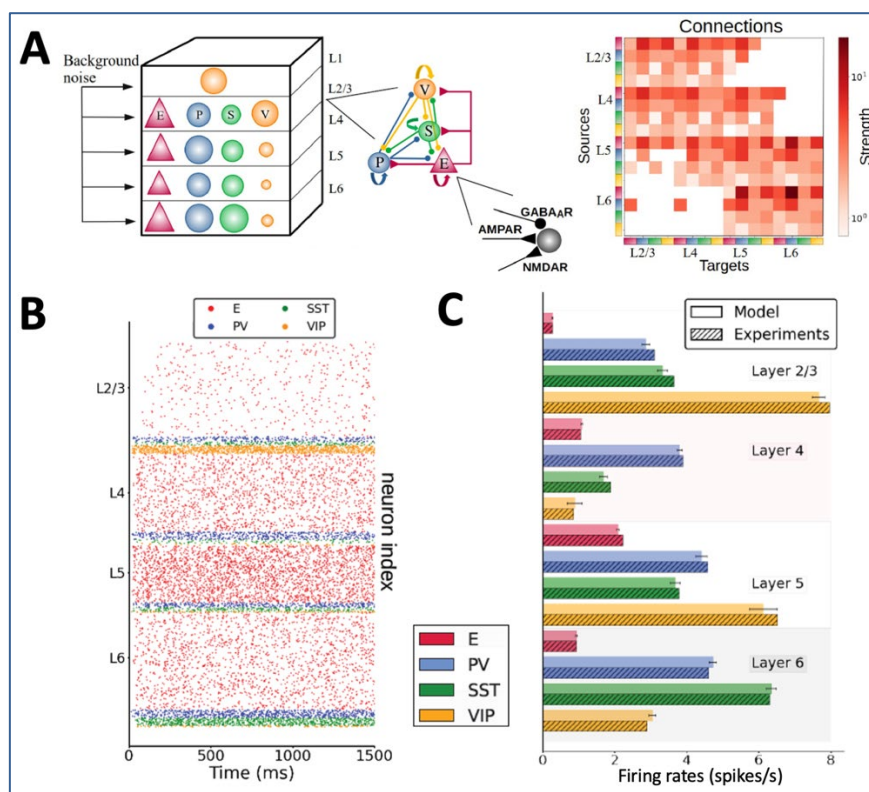 A
Background
noise
L1
L2/3
L4
L5
L6
E
P
S
V
V
S
P
E
GABAAR
AMPAR
NMDAR
Connections
Sources
L2/3
L4
L5
L6
L2/3
L4
L5
L6
Targets
10¹
10⁰
Strength
B
E
SST
PV
VIP
L2/3
L4
L5
L6
neuron index
0
500
1000
1500
Time (ms)
E
PV
SST
VIP
C
Model
Experiments
Layer 2/3
Layer 4
Layer 5
Layer 6
0
2
4
6
8
Firing rates (spikes/s)